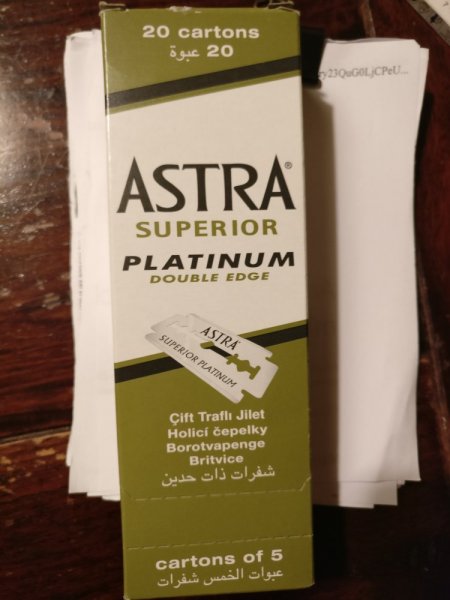 20 cartons
20 عبوة
ry23QuG0LjCPeU...
ASTRA®
SUPERIOR
PLATINUM
DOUBLE EDGE
ASTRA
SUPERIOR PLATINUM
Çift Traflı Jilet
Holicí čepelky
Borotvapenge
Britvice
شفرات ذات حدين
cartons of 5
عبوات الخمس شفرات